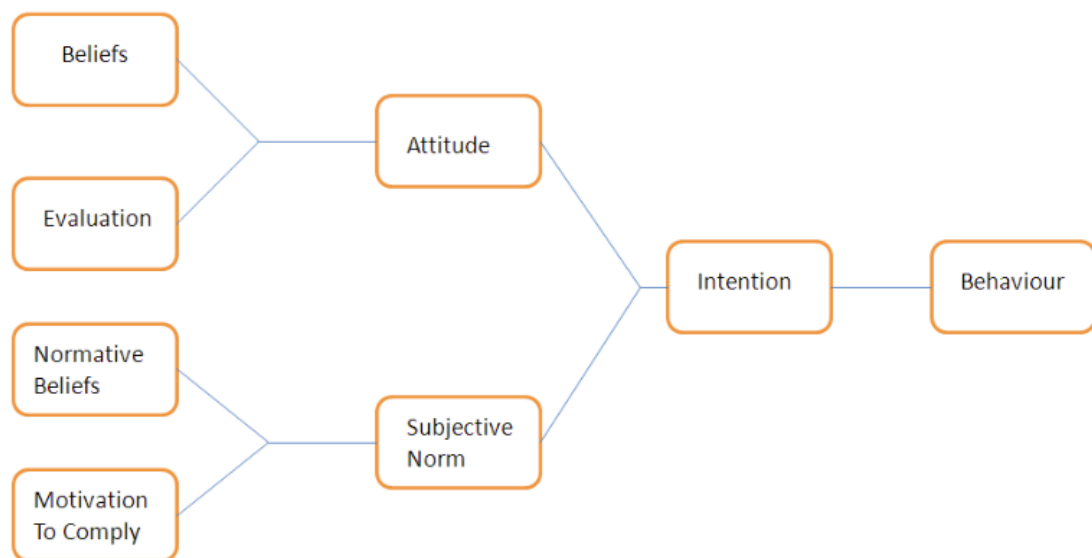 Beliefs
Evaluation
Normative
Beliefs
Motivation
To Comply
Attitude
Subjective
Norm
Intention
Behaviour